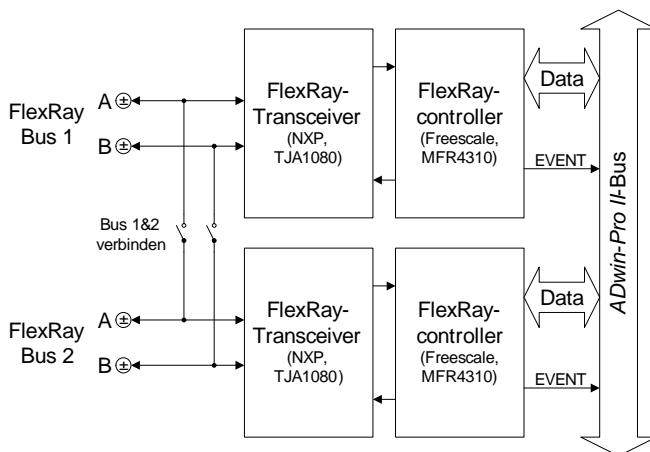 FlexRay
Bus 1
A
B
FlexRay-
Transceiver
(NXP,
TJA1080)
FlexRay-
controller
(Freescale,
MFR4310)
Data
EVENT
ADwin-Pro II-Bus
Bus 1&2
verbinden
FlexRay
Bus 2
A
B
FlexRay-
Transceiver
(NXP,
TJA1080)
FlexRay-
controller
(Freescale,
MFR4310)
Data
EVENT